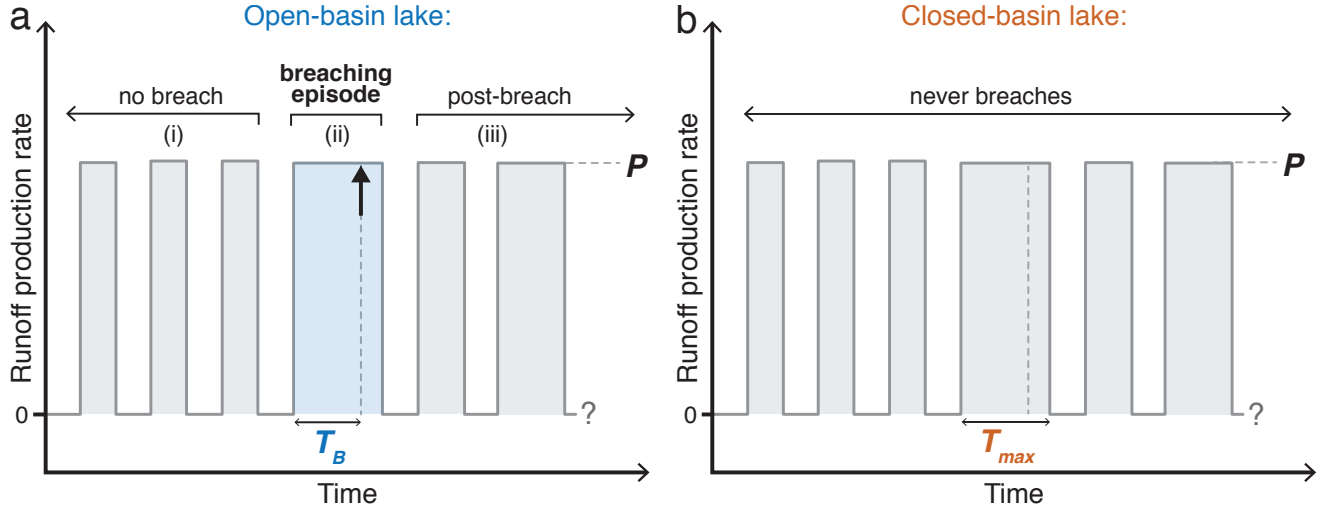 a
Open-basin lake:
Runoff production rate
no breach
(i)
breaching
episode
(ii)
post-breach
(iii)
P
0
?
T_B
Time
b
Closed-basin lake:
Runoff production rate
never breaches
P
0
?
T_max
Time